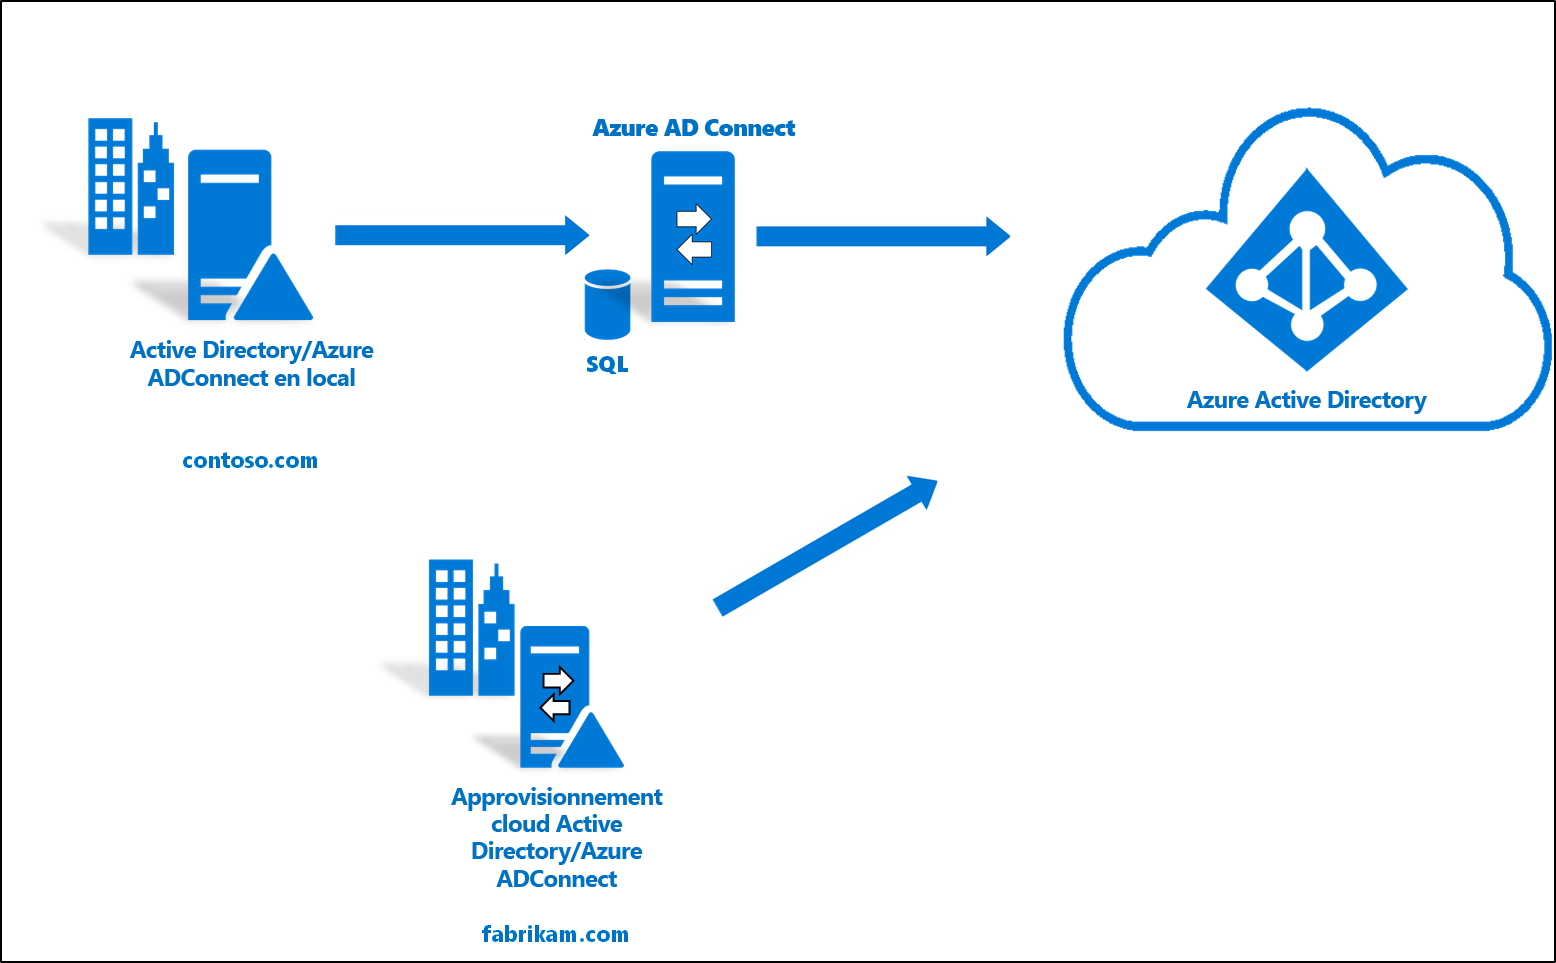 Azure AD Connect
Active Directory/Azure
ADConnect en local
SQL
Azure Active Directory
contoso.com
Approvisionnement
cloud Active
Directory/Azure
ADConnect
fabrikam.com